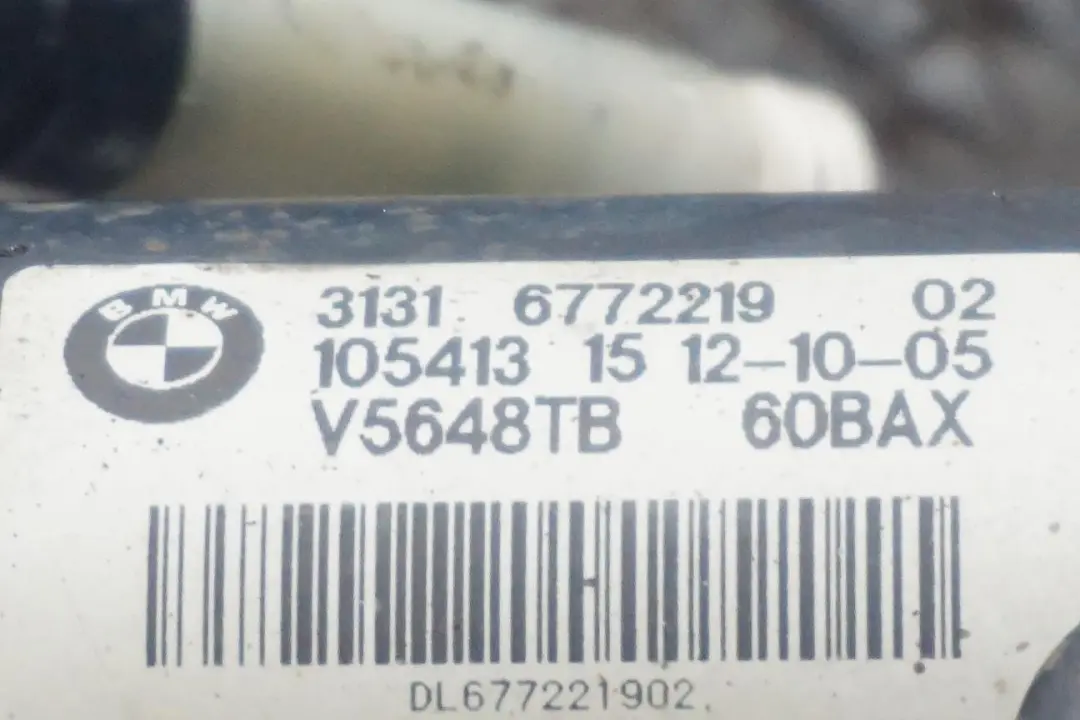 BMW
3131 6772219 02
105413 15 12-10-05
V5648TB 60BAX
DL677221902